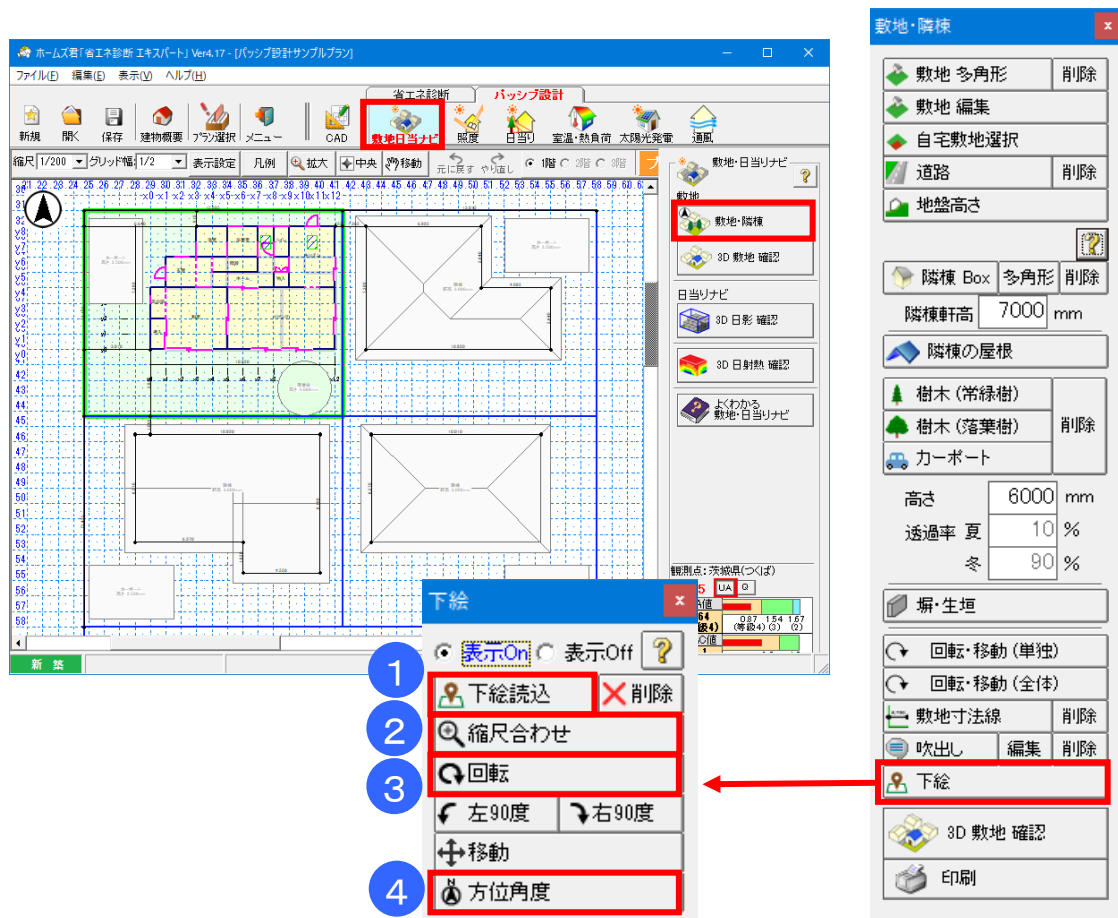 ホームズ君「省エネ診断 エキスパート」Ver4.17 - [パッシブ設計サンプルプラン]
ファイル(F) 編集(E) 表示(V) ヘルプ(H)
省エネ診断 パッシブ設計
新規 開く 保存 建物概要 プラン選択 メニュー CAD 敷地日当ナビ 照度 日当り 室温・熱負荷 太陽光発電 通風
縮尺 1/200 グリッド幅: 1/2 表示設定 凡例 拡大 中央 移動 元に戻す やり直し 1階 2階 3階
敷地・日当りナビ
?
敷地
敷地・隣棟
3D 敷地 確認
日当りナビ
3D 日影 確認
3D 日射熱 確認
よくわかる
敷地・日当りナビ
観測点: 茨城県(つくば)
5 UA Q
0.87 1.54 1.67
(等級4) (3) (2)
新 築
下絵
x
表示On 表示Off ?
1
下絵読込 削除
2
縮尺合わせ
3
回転
左90度 右90度
移動
4
方位角度
敷地・隣棟
x
敷地 多角形 削除
敷地 編集
自宅敷地選択
道路 削除
地盤高さ
?
隣棟 Box 多角形 削除
隣棟軒高 7000 mm
隣棟の屋根
樹木 (常緑樹)
樹木 (落葉樹) 削除
カーポート
高さ 6000 mm
透過率 夏 10 %
冬 90 %
塀・生垣
回転・移動 (単独)
回転・移動 (全体)
敷地寸法線 削除
吹出し 編集 削除
下絵
3D 敷地 確認
印刷